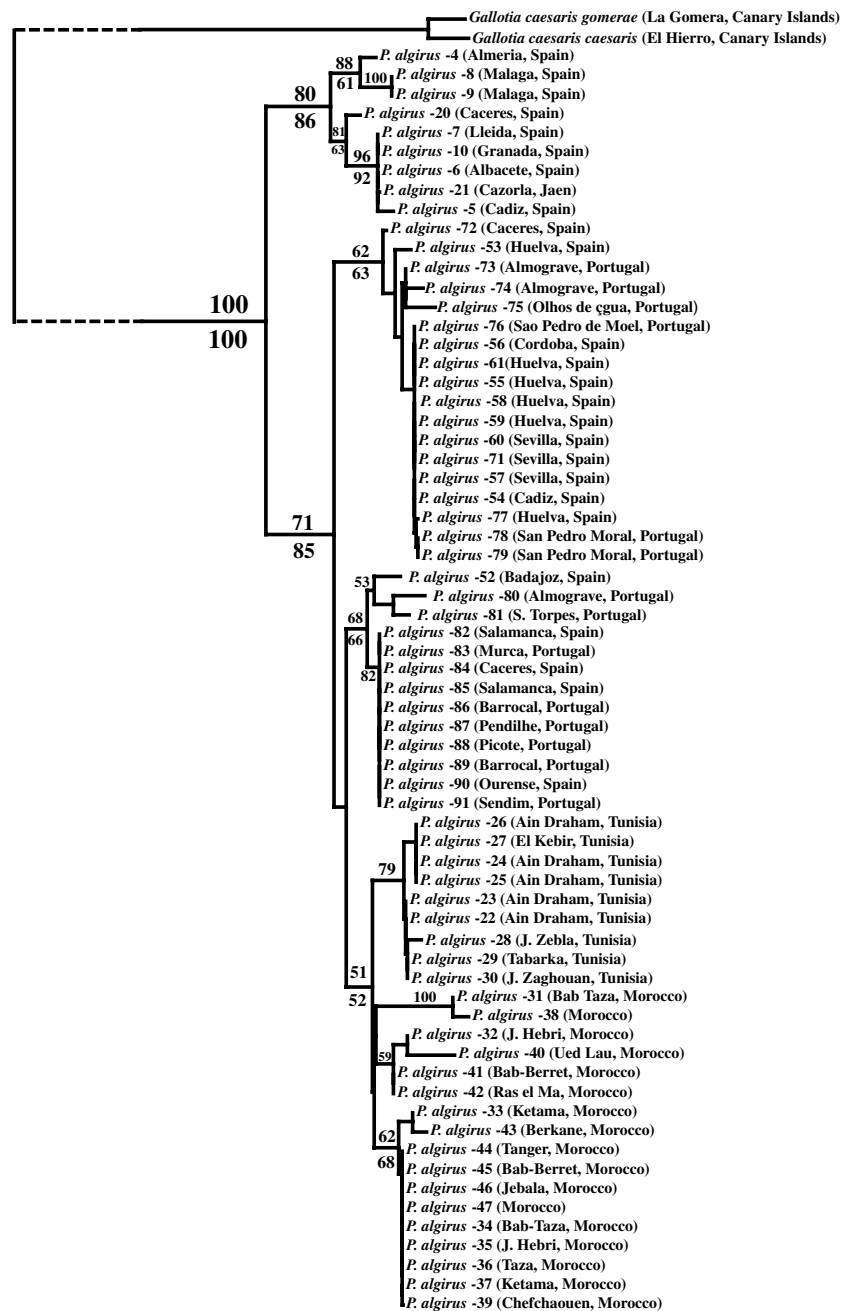 Gallotia caesaris gomerae (La Gomera, Canary Islands)
Gallotia caesaris caesaris (El Hierro, Canary Islands)
P. algirus -4 (Almeria, Spain)
88
P. algirus -8 (Malaga, Spain)
100
61
P. algirus -9 (Malaga, Spain)
80
86
P. algirus -20 (Caceres, Spain)
81
P. algirus -7 (Lleida, Spain)
63
96
P. algirus -10 (Granada, Spain)
P. algirus -6 (Albacete, Spain)
92
P. algirus -21 (Cazorla, Jaen)
P. algirus -5 (Cadiz, Spain)
P. algirus -72 (Caceres, Spain)
62
P. algirus -53 (Huelva, Spain)
63
P. algirus -73 (Almograve, Portugal)
P. algirus -74 (Almograve, Portugal)
100
P. algirus -75 (Olhos de çgua, Portugal)
P. algirus -76 (Sao Pedro de Moel, Portugal)
100
P. algirus -56 (Cordoba, Spain)
P. algirus -61(Huelva, Spain)
P. algirus -55 (Huelva, Spain)
P. algirus -58 (Huelva, Spain)
P. algirus -59 (Huelva, Spain)
P. algirus -60 (Sevilla, Spain)
P. algirus -71 (Sevilla, Spain)
P. algirus -57 (Sevilla, Spain)
P. algirus -54 (Cadiz, Spain)
71
P. algirus -77 (Huelva, Spain)
P. algirus -78 (San Pedro Moral, Portugal)
85
P. algirus -79 (San Pedro Moral, Portugal)
53
P. algirus -52 (Badajoz, Spain)
P. algirus -80 (Almograve, Portugal)
68
P. algirus -81 (S. Torpes, Portugal)
66
P. algirus -82 (Salamanca, Spain)
P. algirus -83 (Murca, Portugal)
82
P. algirus -84 (Caceres, Spain)
P. algirus -85 (Salamanca, Spain)
P. algirus -86 (Barrocal, Portugal)
P. algirus -87 (Pendilhe, Portugal)
P. algirus -88 (Picote, Portugal)
P. algirus -89 (Barrocal, Portugal)
P. algirus -90 (Ourense, Spain)
P. algirus -91 (Sendim, Portugal)
P. algirus -26 (Ain Draham, Tunisia)
P. algirus -27 (El Kebir, Tunisia)
79
P. algirus -24 (Ain Draham, Tunisia)
P. algirus -25 (Ain Draham, Tunisia)
P. algirus -23 (Ain Draham, Tunisia)
P. algirus -22 (Ain Draham, Tunisia)
P. algirus -28 (J. Zebla, Tunisia)
P. algirus -29 (Tabarka, Tunisia)
51
P. algirus -30 (J. Zaghouan, Tunisia)
52
100
P. algirus -31 (Bab Taza, Morocco)
P. algirus -38 (Morocco)
P. algirus -32 (J. Hebri, Morocco)
59
P. algirus -40 (Ued Lau, Morocco)
P. algirus -41 (Bab-Berret, Morocco)
P. algirus -42 (Ras el Ma, Morocco)
P. algirus -33 (Ketama, Morocco)
62
P. algirus -43 (Berkane, Morocco)
68
P. algirus -44 (Tanger, Morocco)
P. algirus -45 (Bab-Berret, Morocco)
P. algirus -46 (Jebala, Morocco)
P. algirus -47 (Morocco)
P. algirus -34 (Bab-Taza, Morocco)
P. algirus -35 (J. Hebri, Morocco)
P. algirus -36 (Taza, Morocco)
P. algirus -37 (Ketama, Morocco)
P. algirus -39 (Chefchaouen, Morocco)